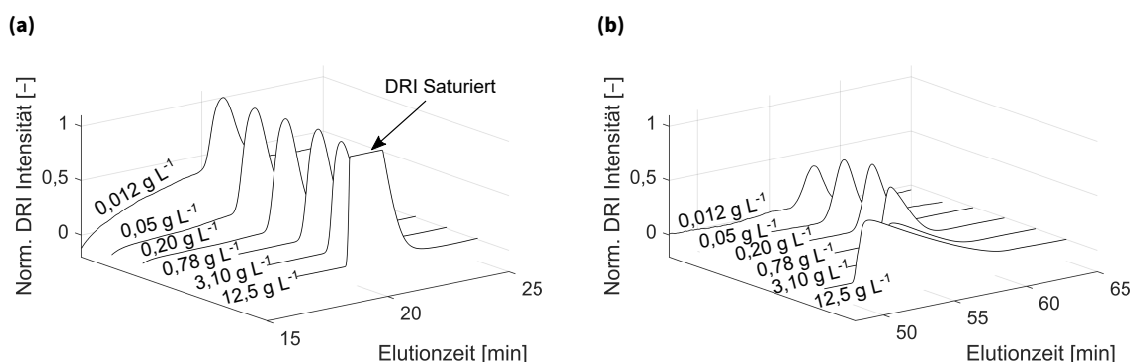 (a)
DRI Saturiert
Norm. DRI Intensität [−]
1
0,5
0
0,012 g L⁻¹
0,05 g L⁻¹
0,20 g L⁻¹
0,78 g L⁻¹
3,10 g L⁻¹
12,5 g L⁻¹
15
20
25
Elutionzeit [min]
(b)
Norm. DRI Intensität [−]
1
0,5
0
0,012 g L⁻¹
0,05 g L⁻¹
0,20 g L⁻¹
0,78 g L⁻¹
3,10 g L⁻¹
12,5 g L⁻¹
50
55
60
65
Elutionzeit [min]